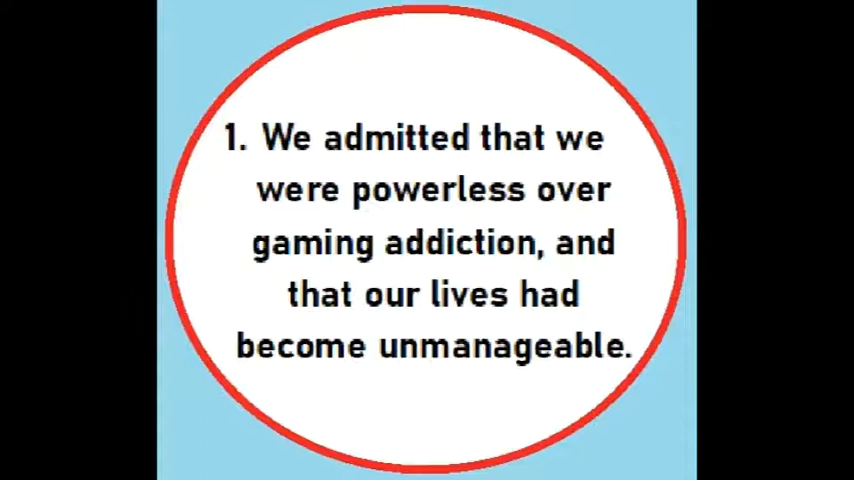 1. We admitted that we
were powerless over
gaming addiction, and
that our lives had
become unmanageable.